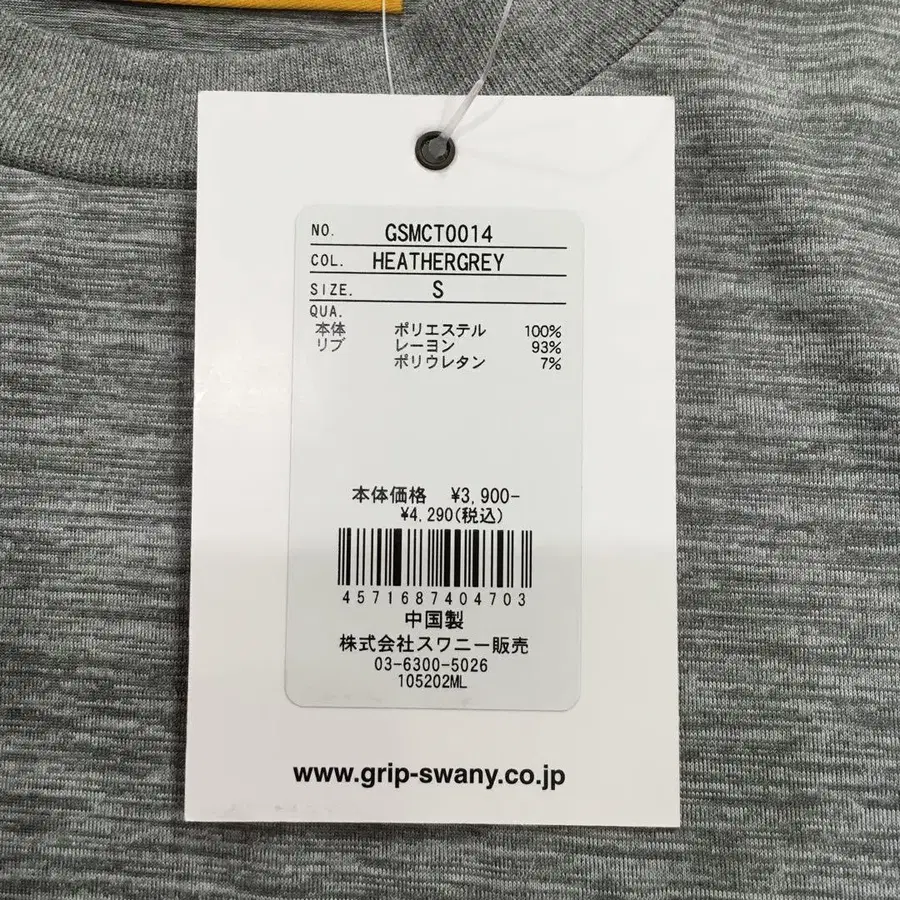 NO. GSMCT0014
COL. HEATHERGREY
SIZE. S
QUA.
本体 ポリエステル 100%
リブ レーヨン 93%
ポリウレタン 7%
本体価格 ¥3,900-
¥4,290(税込)
4571687404703
中国製
株式会社スワニー販売
03-6300-5026
105202ML
www.grip-swany.co.jp